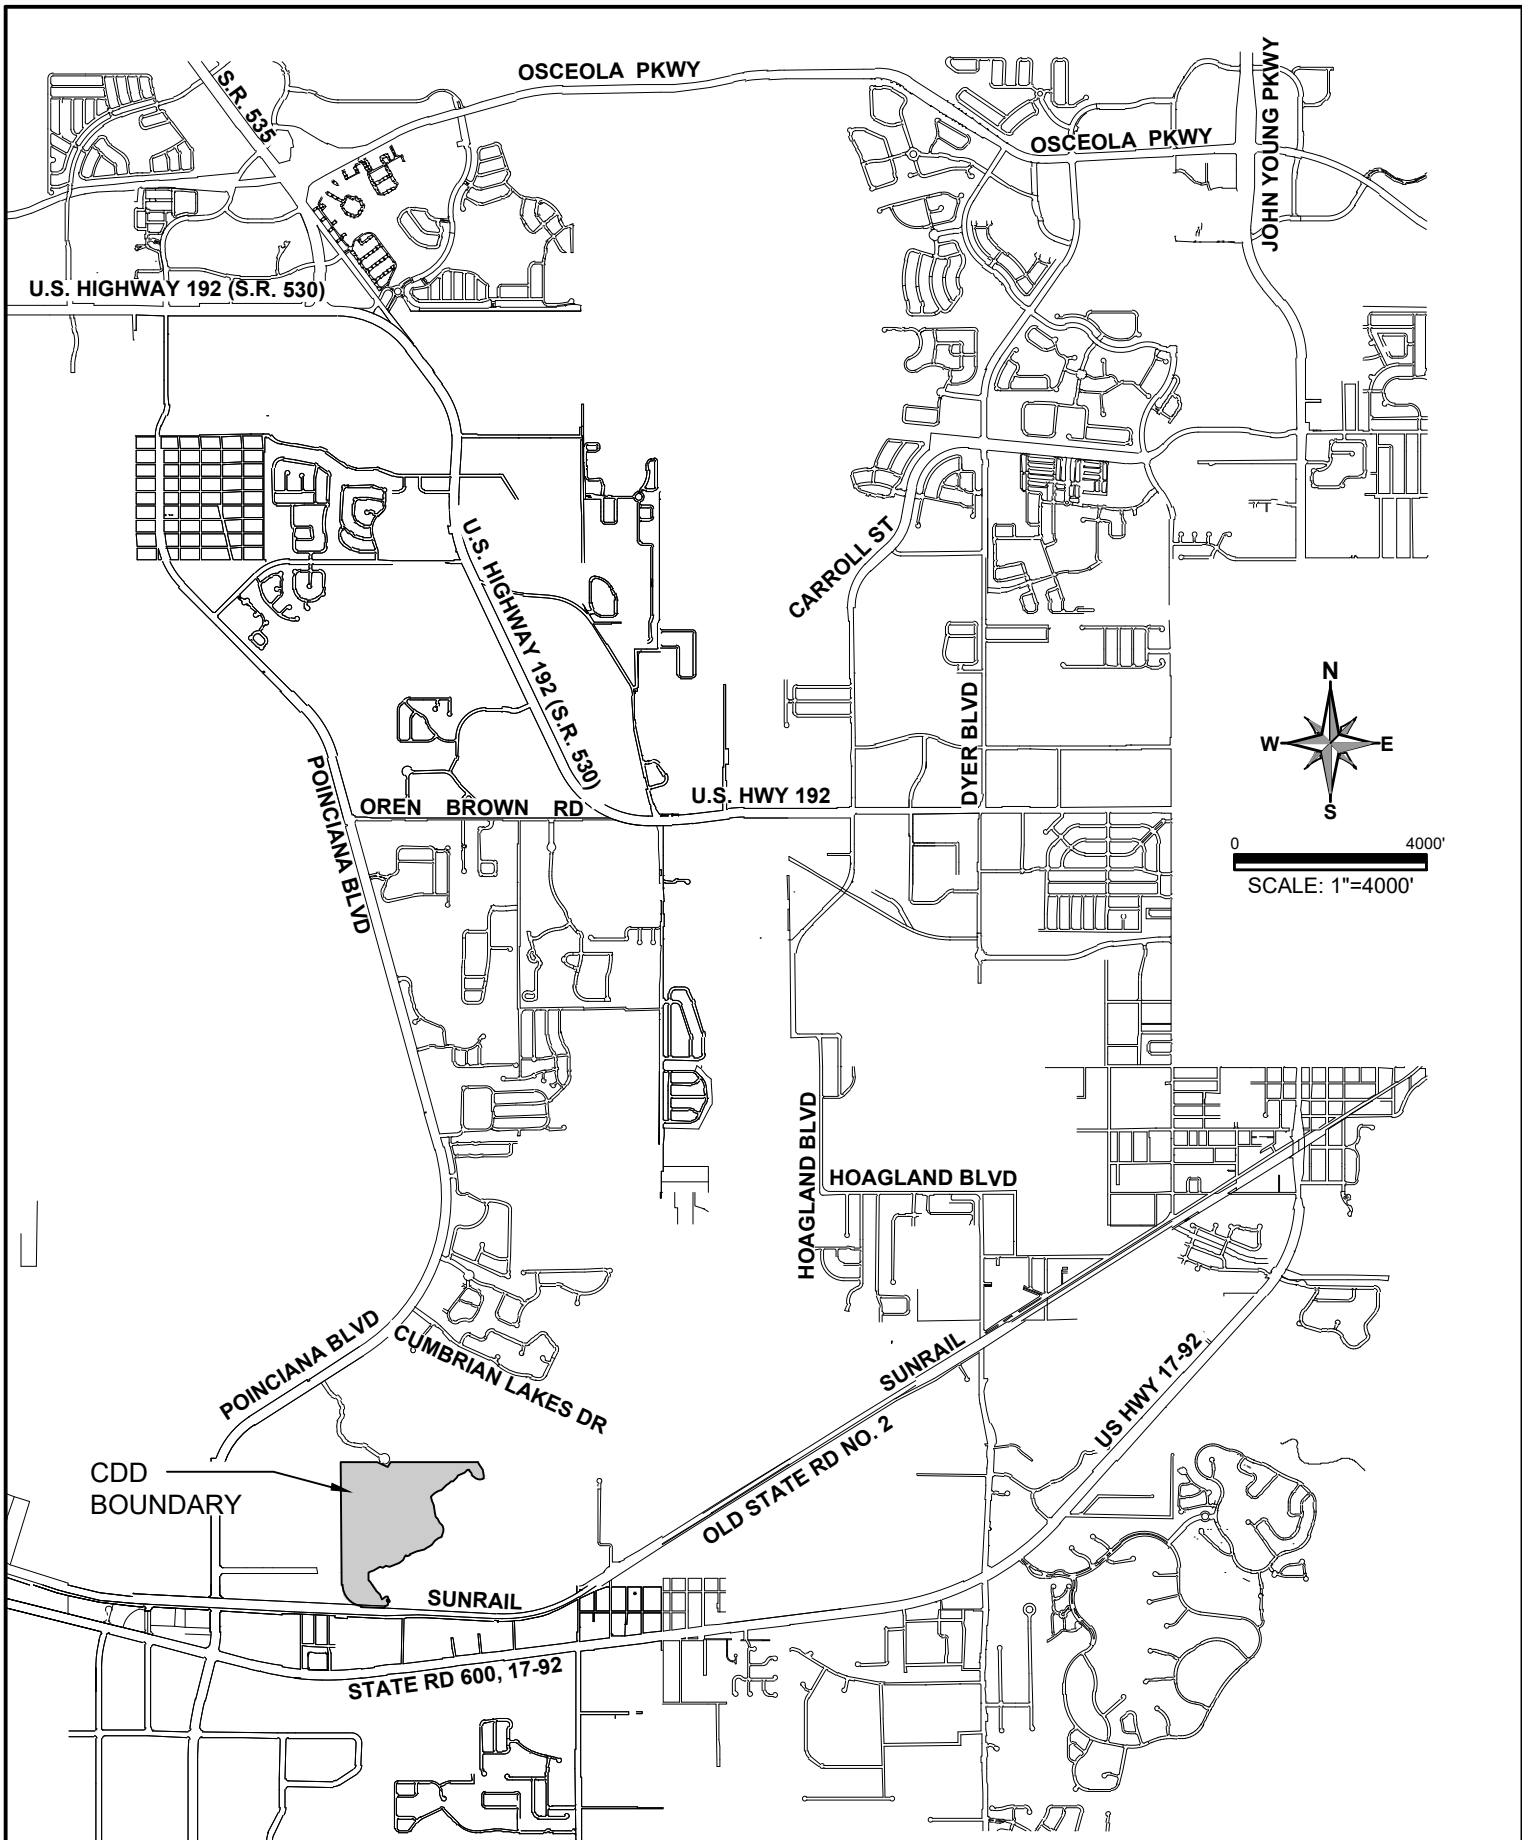 OSCEOLA PKWY
S.R. 535
JOHN YOUNG PKWY
OSCEOLA PKWY
U.S. HIGHWAY 192 (S.R. 530)
U.S. HIGHWAY 192 (S.R. 530)
CARROLL ST
N
W
E
S
DYER BLVD
POINCIANA BLVD
OREN BROWN RD
U.S. HWY 192
0
4000'
SCALE: 1"=4000'
HOAGLAND BLVD
HOAGLAND BLVD
POINCIANA BLVD
CUMBRIAN LAKES DR
SUNRAIL
US HWY 17-92
OLD STATE RD NO. 2
CDD
BOUNDARY
SUNRAIL
STATE RD 600, 17-92